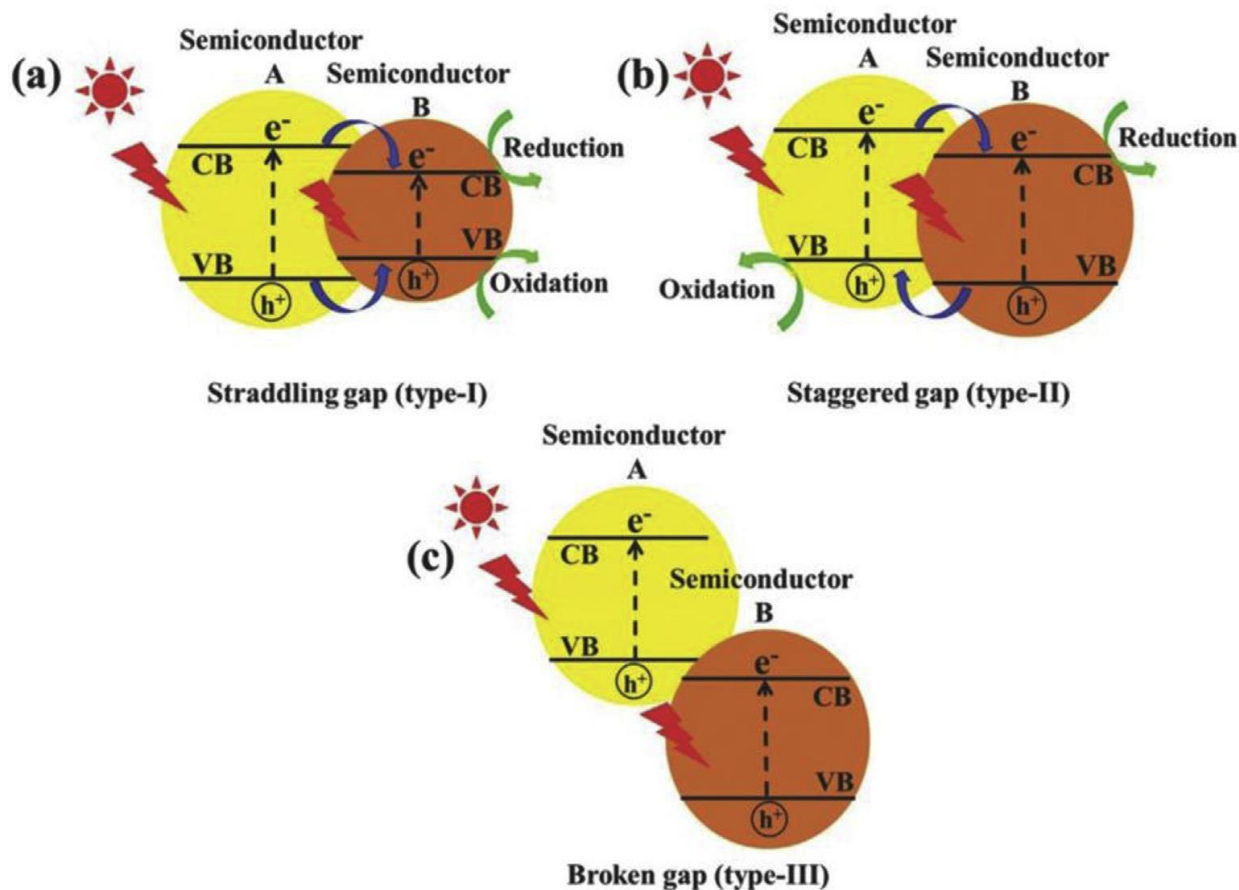 (a)
Semiconductor
A
Semiconductor
B
e-
CB
VB
h+
e-
CB
VB
h+
Reduction
Oxidation
Straddling gap (type-I)
(b)
Semiconductor
A
Semiconductor
B
e-
CB
VB
h+
e-
CB
VB
h+
Reduction
Oxidation
Staggered gap (type-II)
(c)
Semiconductor
A
e-
CB
VB
h+
Semiconductor
B
e-
CB
VB
h+
Broken gap (type-III)